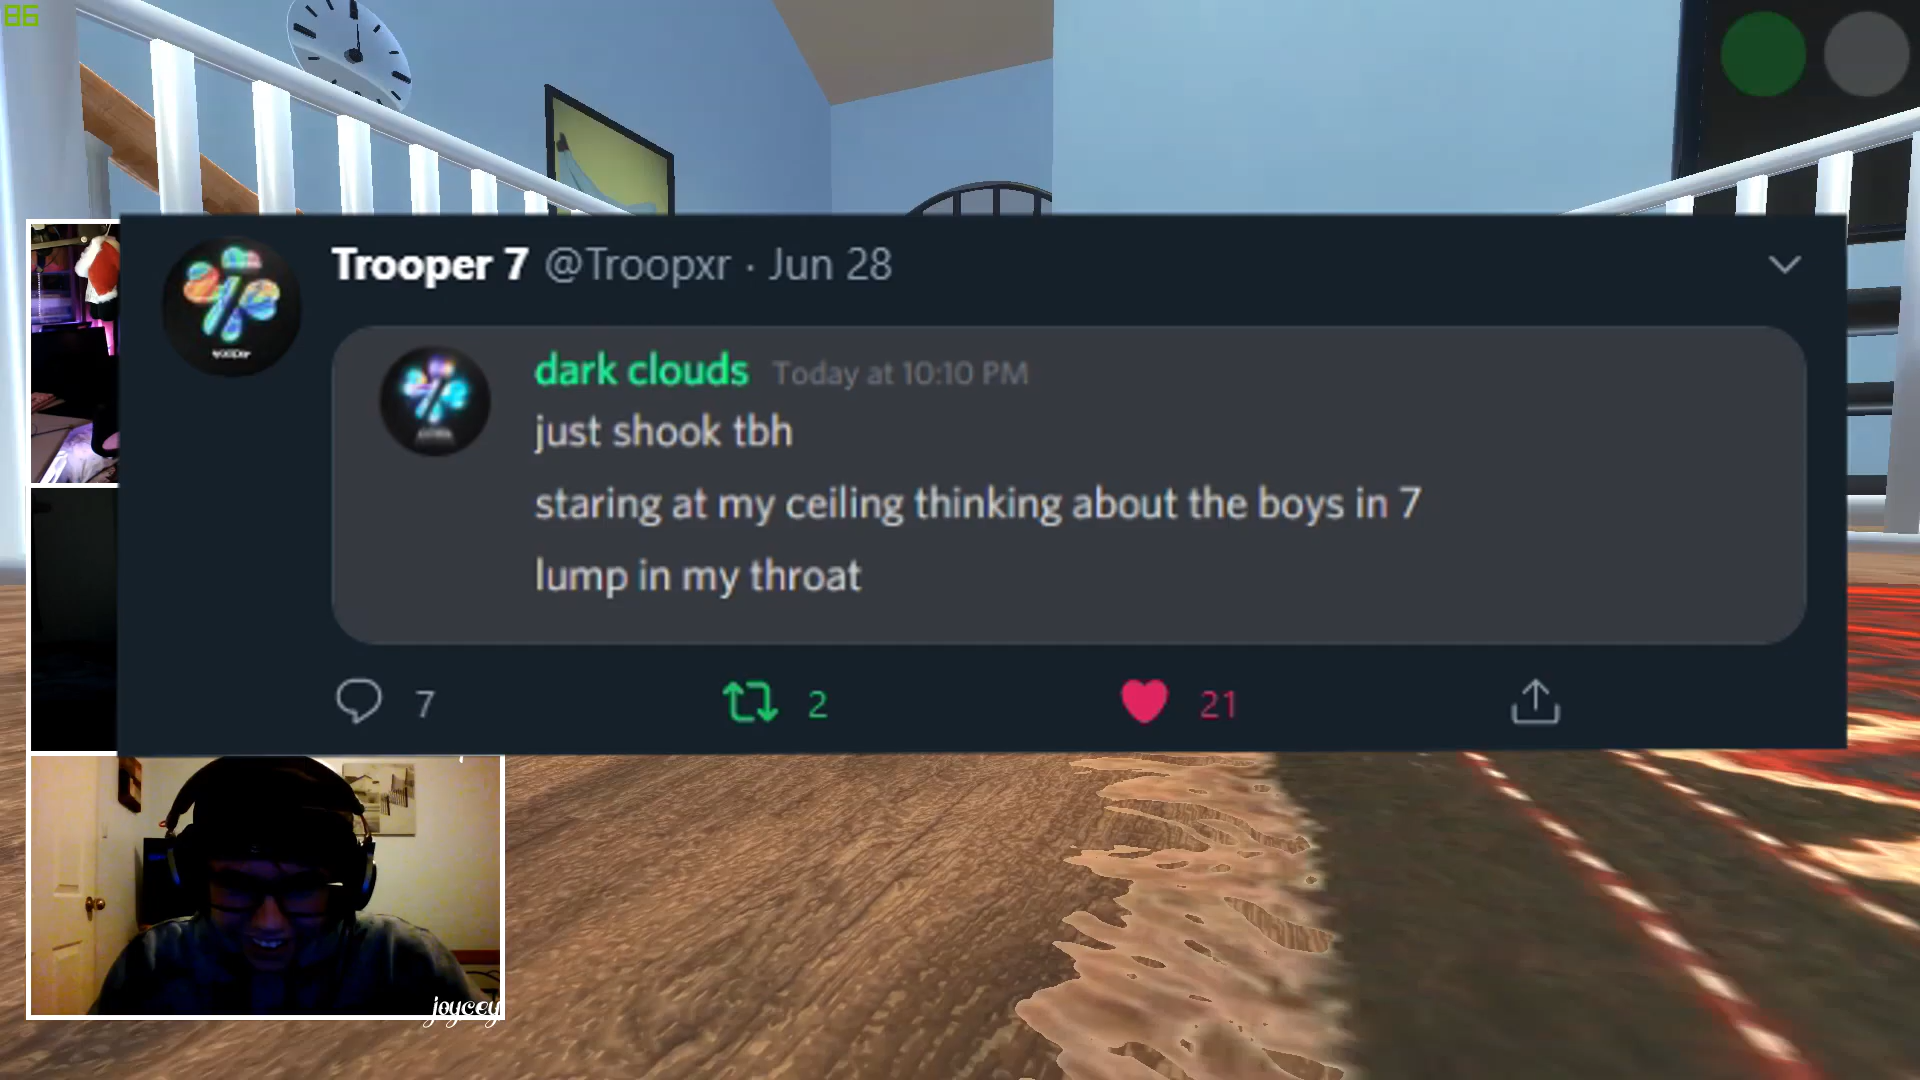 86
Trooper 7 @Troopxr · Jun 28
dark clouds Today at 10:10 PM
just shook tbh
staring at my ceiling thinking about the boys in 7
lump in my throat
7 2 21
joycey